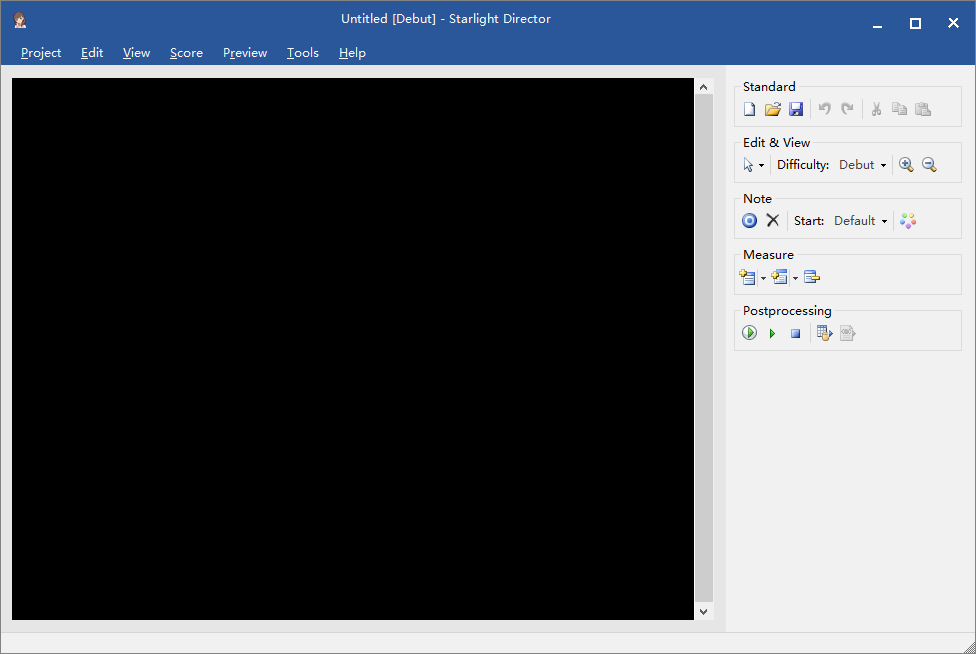 Untitled [Debut] - Starlight Director
Project Edit View Score Preview Tools Help
Standard
Edit & View
Difficulty: Debut
Note
Start: Default
Measure
Postprocessing